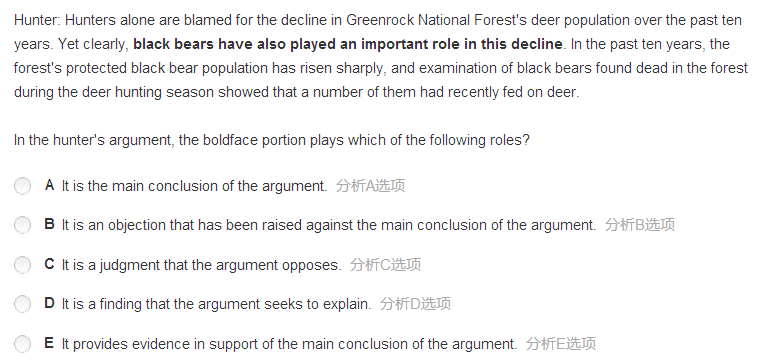 Hunter: Hunters alone are blamed for the decline in Greenrock National Forest's deer population over the past ten
years. Yet clearly, black bears have also played an important role in this decline. In the past ten years, the
forest's protected black bear population has risen sharply, and examination of black bears found dead in the forest
during the deer hunting season showed that a number of them had recently fed on deer.
In the hunter's argument, the boldface portion plays which of the following roles?
A It is the main conclusion of the argument. 分析A选项
B It is an objection that has been raised against the main conclusion of the argument. 分析B选项
C It is a judgment that the argument opposes. 分析C选项
D It is a finding that the argument seeks to explain. 分析D选项
E It provides evidence in support of the main conclusion of the argument. 分析E选项